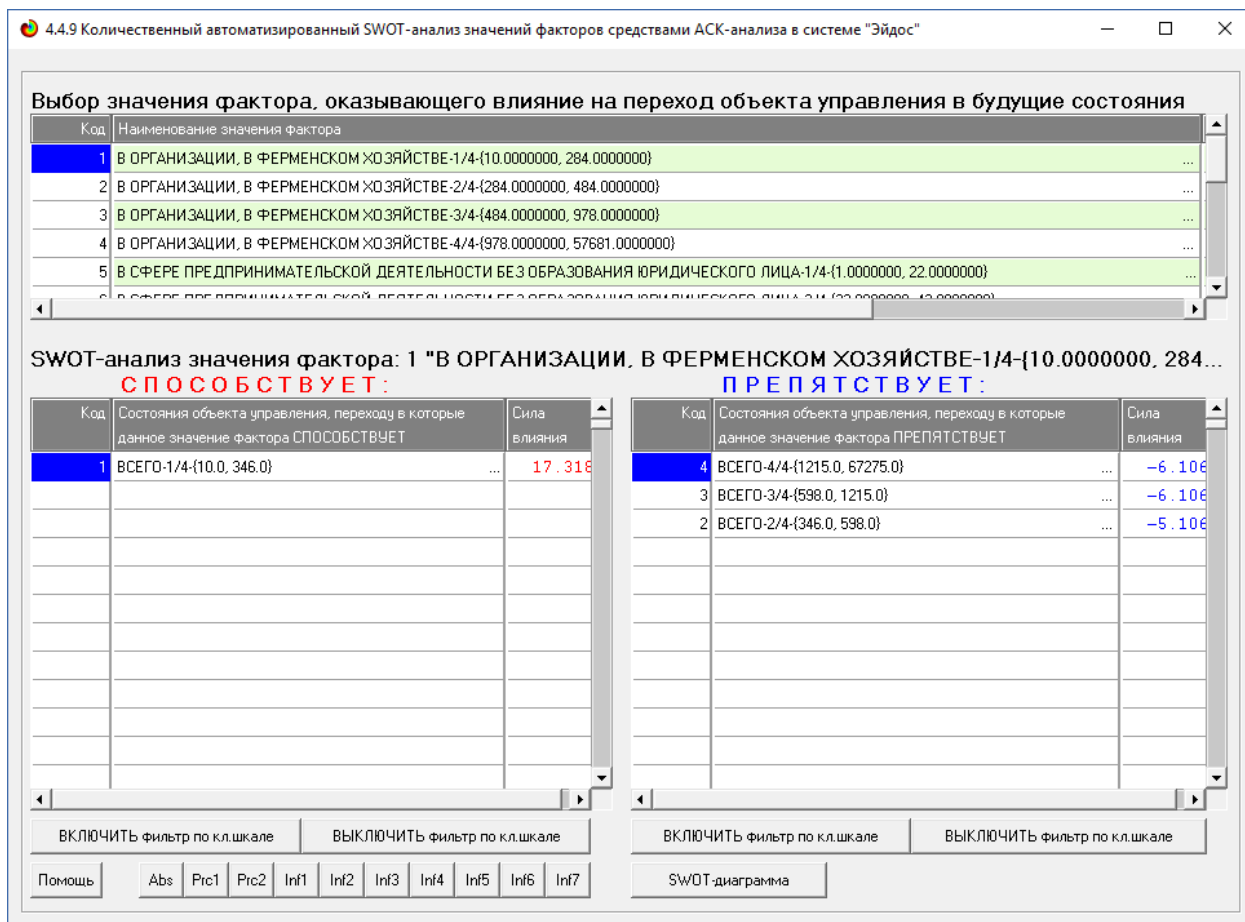 4.4.9 Количественный автоматизированный SWOT-анализ значений факторов средствами АСК-анализа в системе "Эйдос"
Выбор значения фактора, оказывающего влияние на переход объекта управления в будущие состояния
Код Наименование значения фактора
1 В ОРГАНИЗАЦИИ, В ФЕРМЕНСКОМ ХОЗЯЙСТВЕ-1/4-{10.0000000, 284.0000000} ...
2 В ОРГАНИЗАЦИИ, В ФЕРМЕНСКОМ ХОЗЯЙСТВЕ-2/4-{284.0000000, 484.0000000} ...
3 В ОРГАНИЗАЦИИ, В ФЕРМЕНСКОМ ХОЗЯЙСТВЕ-3/4-{484.0000000, 978.0000000} ...
4 В ОРГАНИЗАЦИИ, В ФЕРМЕНСКОМ ХОЗЯЙСТВЕ-4/4-{978.0000000, 57681.0000000} ...
5 В СФЕРЕ ПРЕДПРИНИМАТЕЛЬСКОЙ ДЕЯТЕЛЬНОСТИ БЕЗ ОБРАЗОВАНИЯ ЮРИДИЧЕСКОГО ЛИЦА-1/4-{1.0000000, 22.0000000} ...
SWOT-анализ значения фактора: 1 "В ОРГАНИЗАЦИИ, В ФЕРМЕНСКОМ ХОЗЯЙСТВЕ-1/4-{10.0000000, 284...
СПОСОБСТВУЕТ: ПРЕПЯТСТВУЕТ:
Код Состояния объекта управления, переходу в которые Сила Код Состояния объекта управления, переходу в которые Сила
данное значение фактора СПОСОБСТВУЕТ влияния данное значение фактора ПРЕПЯТСТВУЕТ влияния
1 ВСЕГО-1/4-{10.0, 346.0} ... 17.318 4 ВСЕГО-4/4-{1215.0, 67275.0} ... -6.106
3 ВСЕГО-3/4-{598.0, 1215.0} ... -6.106
2 ВСЕГО-2/4-{346.0, 598.0} ... -5.106
ВКЛЮЧИТЬ фильтр по кл.шкале ВЫКЛЮЧИТЬ фильтр по кл.шкале ВКЛЮЧИТЬ фильтр по кл.шкале ВЫКЛЮЧИТЬ фильтр по кл.шкале
Помощь Abs Prc1 Prc2 Inf1 Inf2 Inf3 Inf4 Inf5 Inf6 Inf7 SWOT-диаграмма